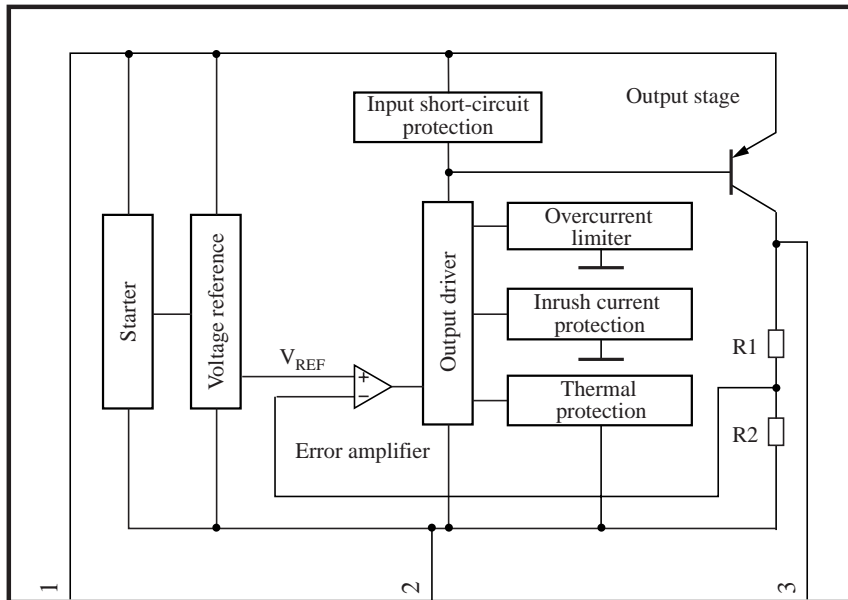 Input short-circuit
protection
Output stage
Overcurrent
limiter
Starter
Voltage reference
Output driver
Inrush current
protection
V_REF
R1
+
−
Thermal
protection
Error amplifier
R2
1
2
3